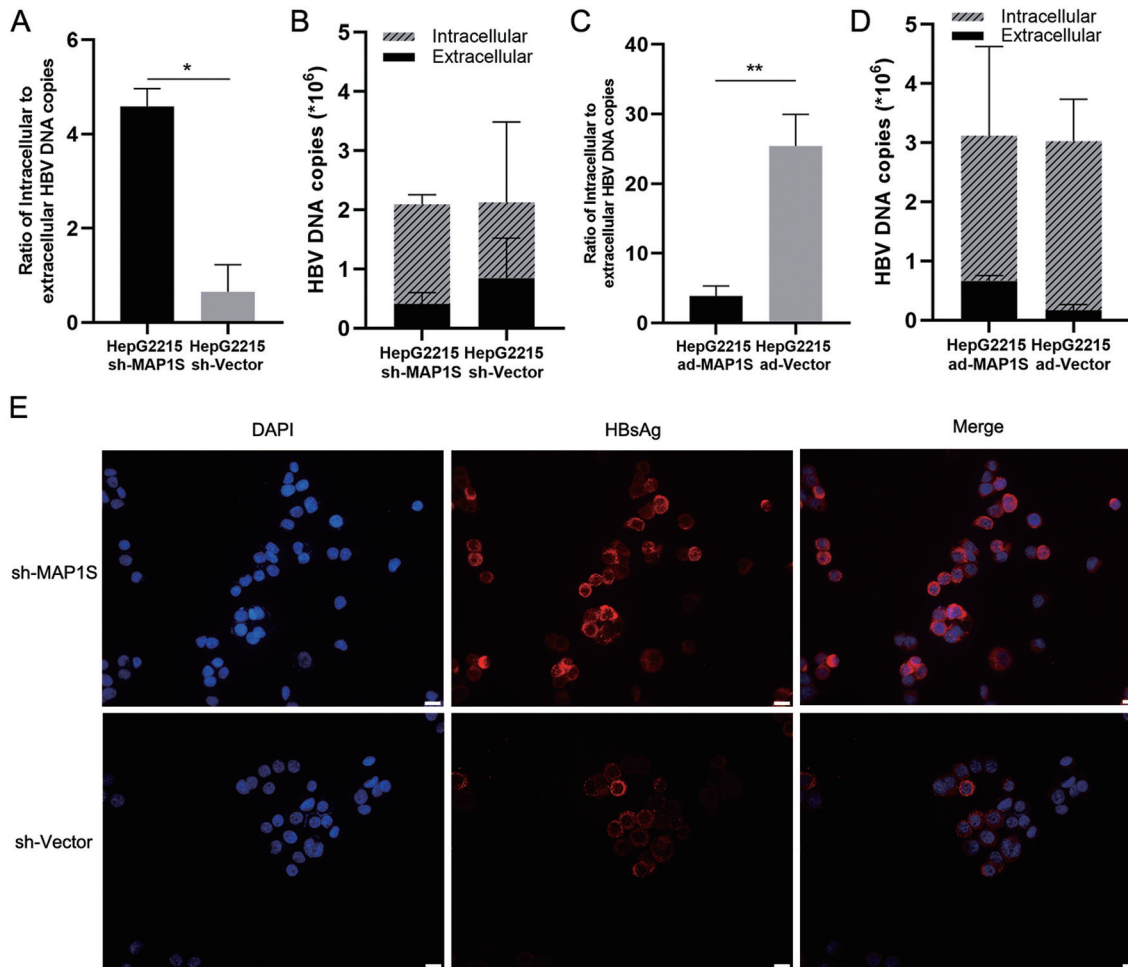 A
Ratio of Intracellular to
extracellular HBV DNA copies
6
4
2
0
*
HepG2215
sh-MAP1S
HepG2215
sh-Vector
B
HBV DNA copies (*10⁶)
Intracellular
Extracellular
5
4
3
2
1
0
HepG2215
sh-MAP1S
HepG2215
sh-Vector
C
Ratio of Intracellular to
extracellular HBV DNA copies
40
30
20
10
0
**
HepG2215
ad-MAP1S
HepG2215
ad-Vector
D
HBV DNA copies (*10⁶)
Intracellular
Extracellular
5
4
3
2
1
0
HepG2215
ad-MAP1S
HepG2215
ad-Vector
E
DAPI
HBsAg
Merge
sh-MAP1S
sh-Vector